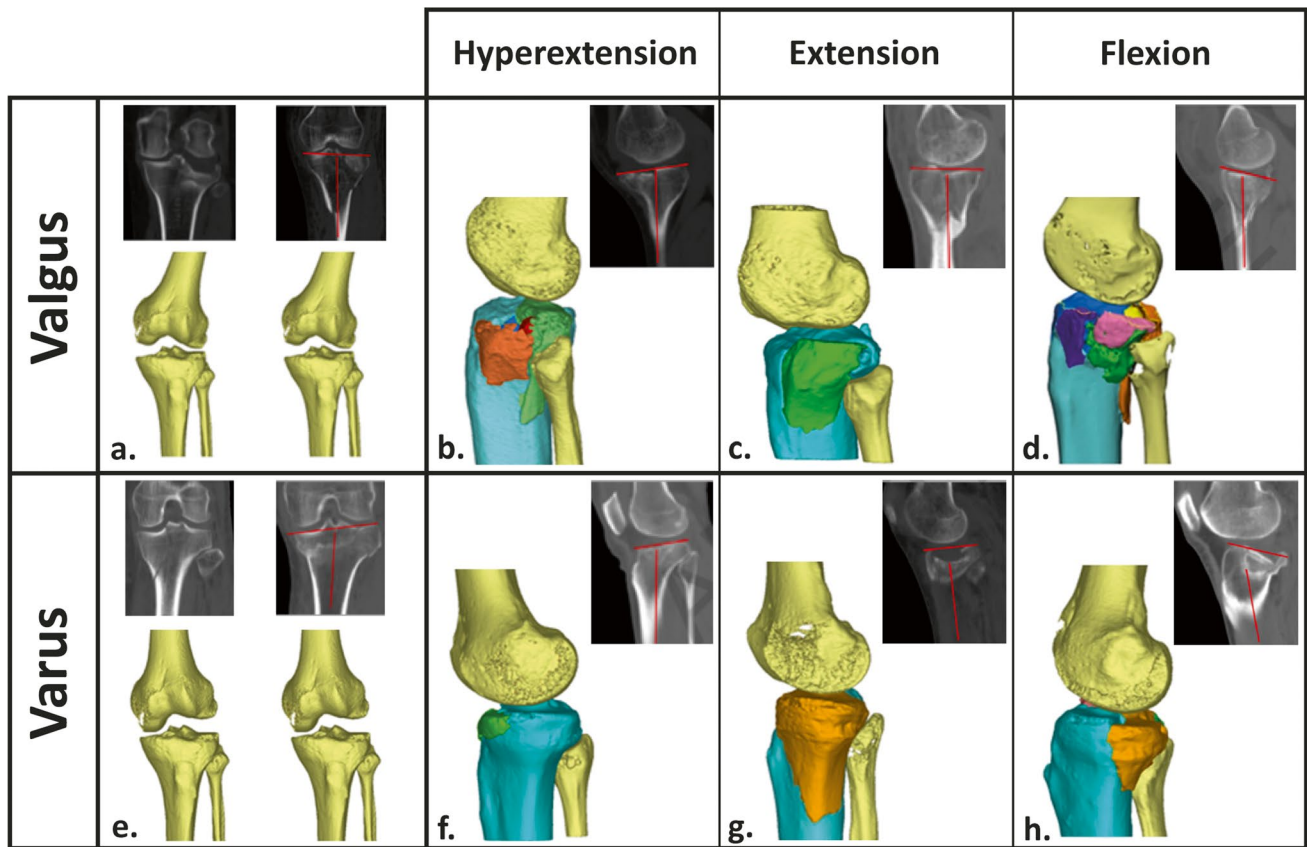 Hyperextension
Extension
Flexion
Valgus
a.
b.
c.
d.
Varus
e.
f.
g.
h.